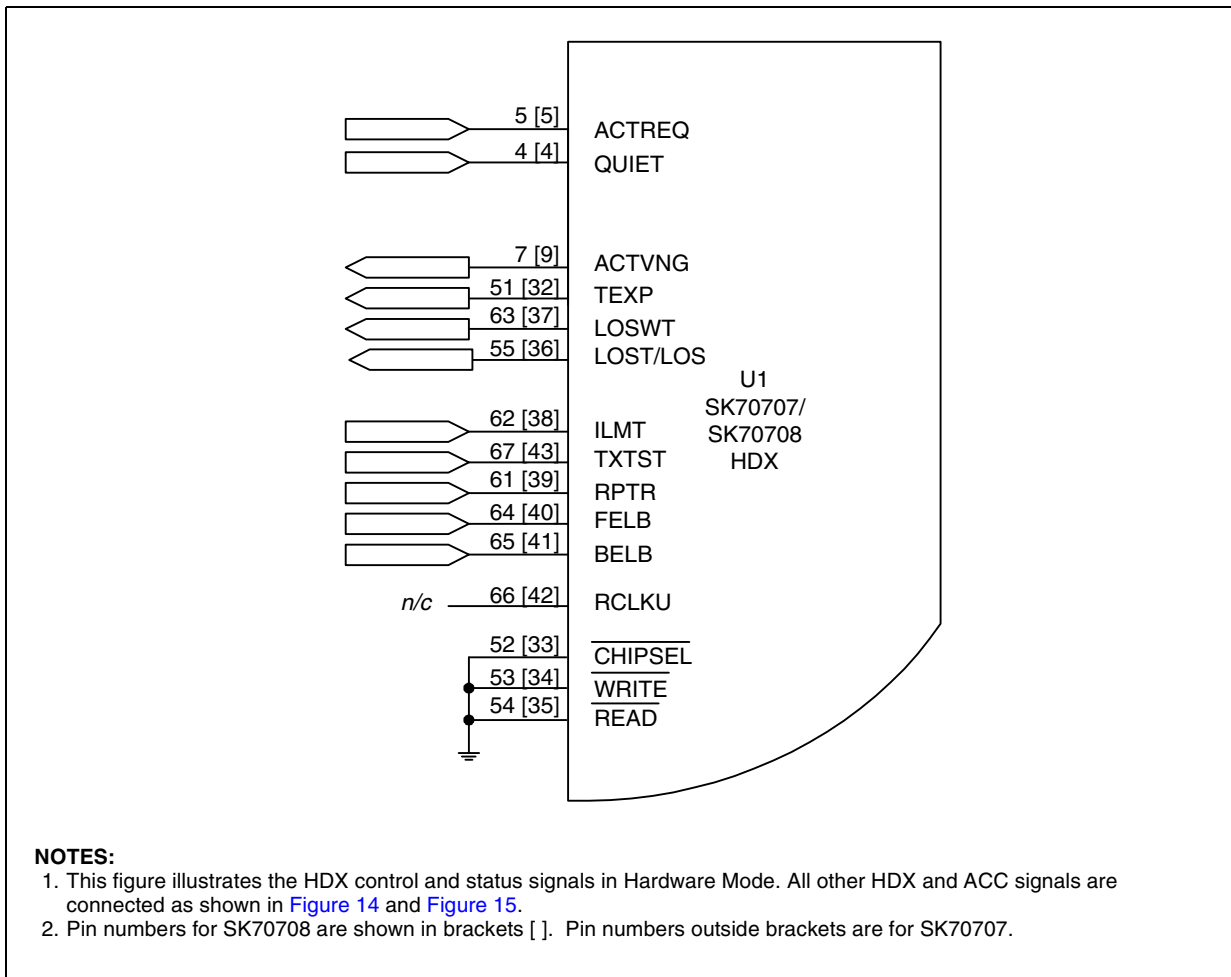 5 [5] ACTREQ
4 [4] QUIET
7 [9] ACTVNG
51 [32] TEXP
63 [37] LOSWT
55 [36] LOST/LOS
U1
SK70707/
SK70708
HDX
62 [38] ILMT
67 [43] TXTST
61 [39] RPTR
64 [40] FELB
65 [41] BELB
n/c 66 [42] RCLKU
52 [33] CHIPSEL
53 [34] WRITE
54 [35] READ
NOTES:
1. This figure illustrates the HDX control and status signals in Hardware Mode. All other HDX and ACC signals are
connected as shown in Figure 14 and Figure 15.
2. Pin numbers for SK70708 are shown in brackets [ ]. Pin numbers outside brackets are for SK70707.